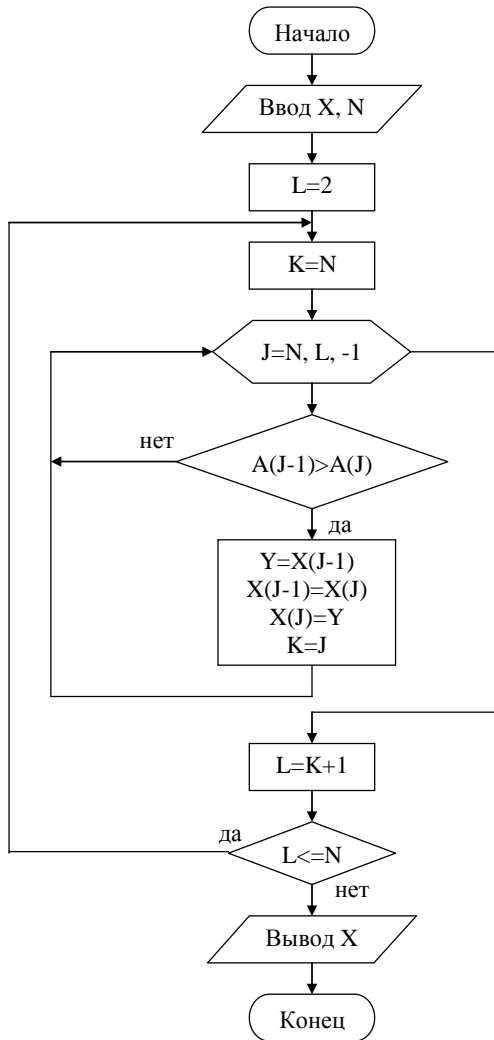 Начало
Ввод X, N
L=2
K=N
J=N, L, -1
нет
A(J-1)>A(J)
да
Y=X(J-1)
X(J-1)=X(J)
X(J)=Y
K=J
L=K+1
да
L<=N
нет
Вывод X
Конец